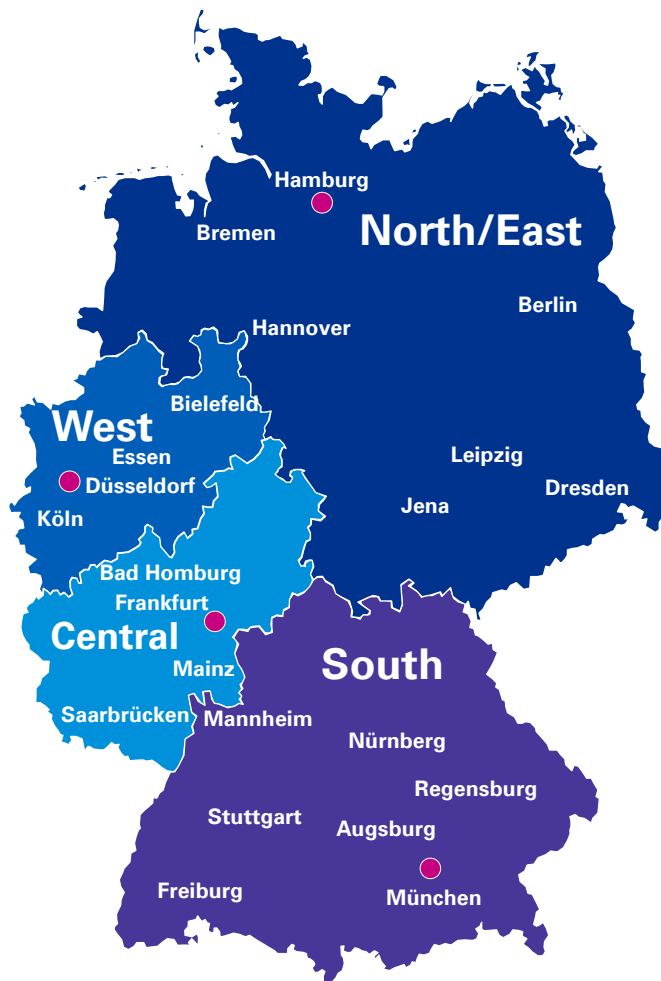 Hamburg
Bremen
North/East
Berlin
Hannover
Bielefeld
West
Essen
Leipzig
Düsseldorf
Dresden
Jena
Köln
Bad Homburg
Frankfurt
Central
South
Mainz
Saarbrücken
Mannheim
Nürnberg
Regensburg
Stuttgart
Augsburg
Freiburg
München